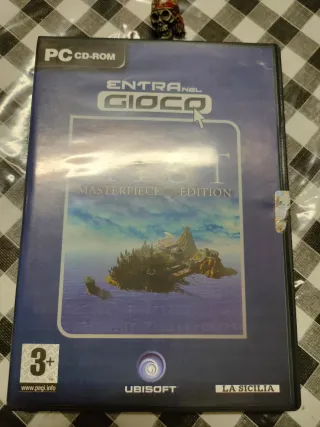 PC CD-ROM
ENTRA NEL
GIOCO
MASTERPIECE EDITION
3+
www.pegi.info
UBISOFT
LA SICILIA